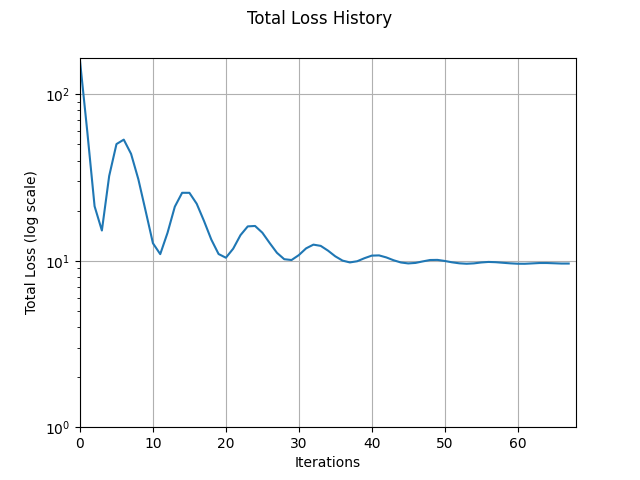 Total Loss History
Total Loss (log scale)
10²
10¹
10⁰
0 10 20 30 40 50 60
Iterations